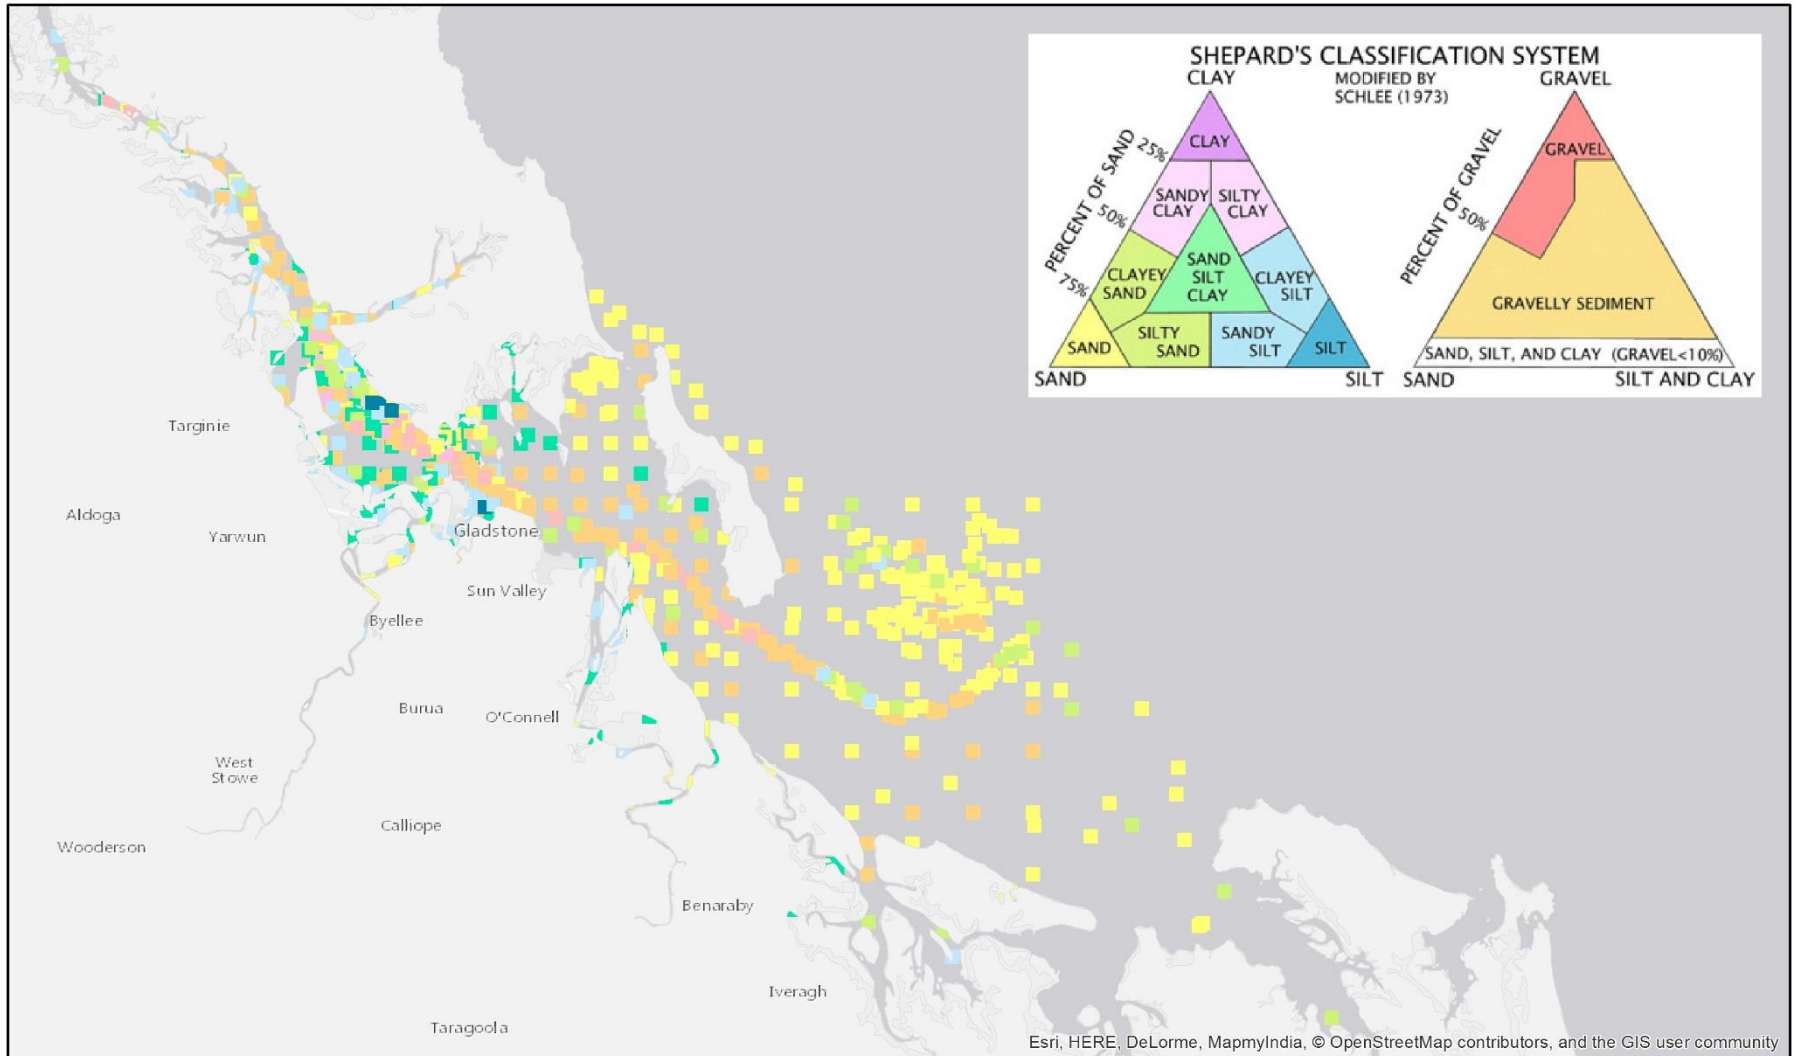 SHEPARD'S CLASSIFICATION SYSTEM
MODIFIED BY
SCHLEE (1973)
CLAY
PERCENT OF SAND
25%
50%
75%
CLAY
SANDY
CLAY
SILTY
CLAY
CLAYEY
SAND
SAND
SILT
CLAY
CLAYEY
SILT
SAND
SILTY
SAND
SANDY
SILT
SILT
SAND
SILT
GRAVEL
PERCENT OF GRAVEL
50%
GRAVEL
GRAVELLY SEDIMENT
SAND, SILT, AND CLAY (GRAVEL<10%)
SAND
SILT AND CLAY
Targinie
Aldoga
Yarwun
Gladstone
Sun Valley
Byellee
Burua
O'Connell
West
Stowe
Calliope
Wooderson
Benaraby
Iveragh
Taragoola
Esri, HERE, DeLorme, MapmyIndia, © OpenStreetMap contributors, and the GIS user community